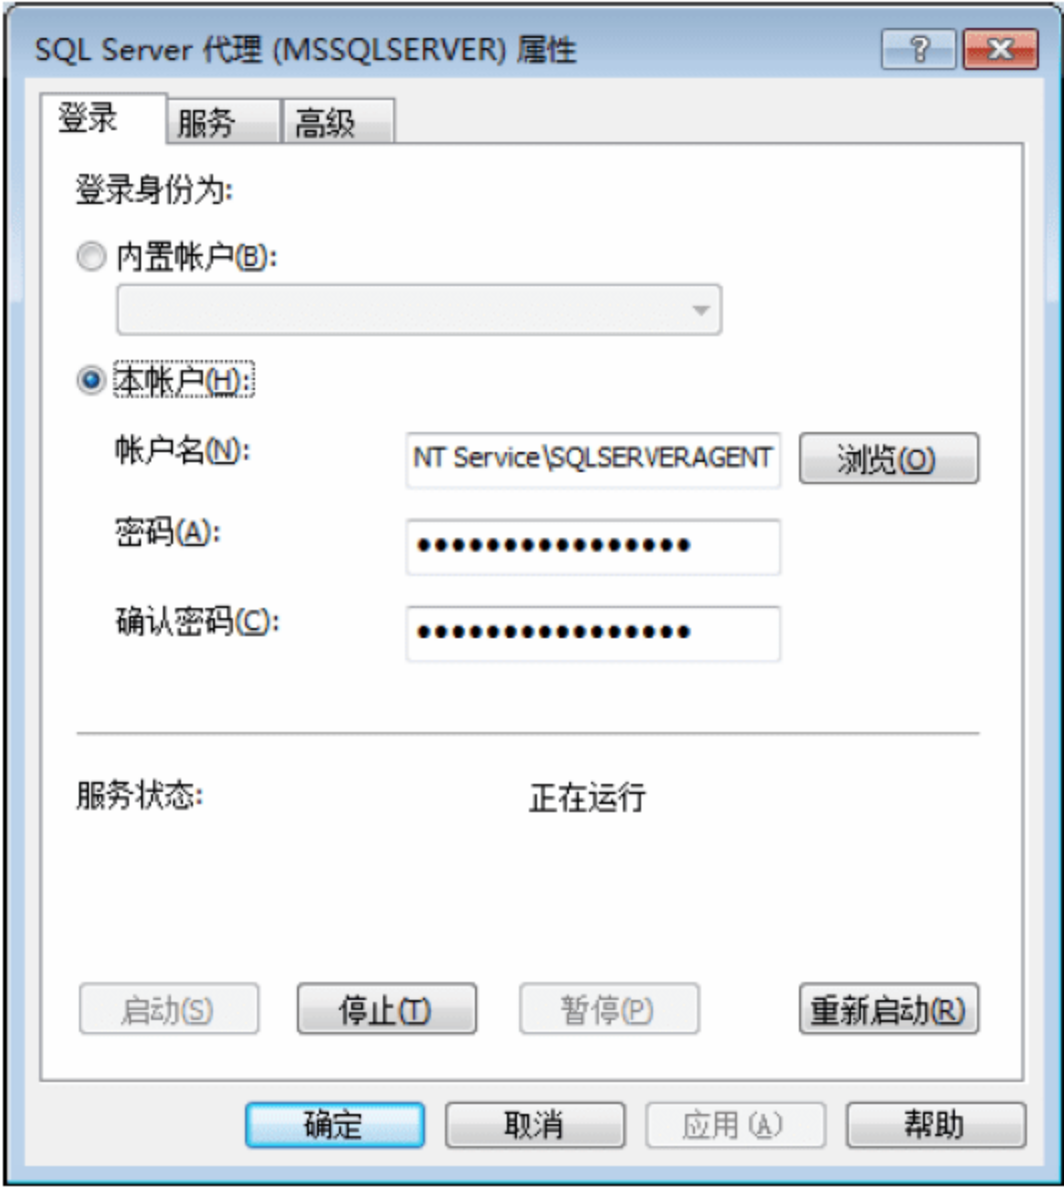 SQL Server 代理 (MSSQLSERVER) 属性
登录 服务 高级
登录身份为:
内置帐户(B):
本帐户(H):
帐户名(N): NT Service\SQLSERVERAGENT 浏览(O)
密码(A): ●●●●●●●●●●●●●●●●
确认密码(C): ●●●●●●●●●●●●●●●●
服务状态: 正在运行
启动(S) 停止(T) 暂停(P) 重新启动(R)
确定 取消 应用(A) 帮助